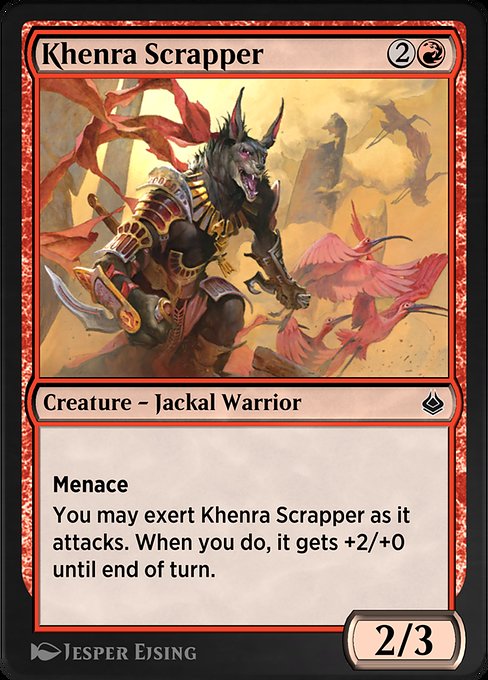 Khenra Scrapper 2
Creature – Jackal Warrior
Menace
You may exert Khenra Scrapper as it
attacks. When you do, it gets +2/+0
until end of turn.
2/3
Jesper Ejsing